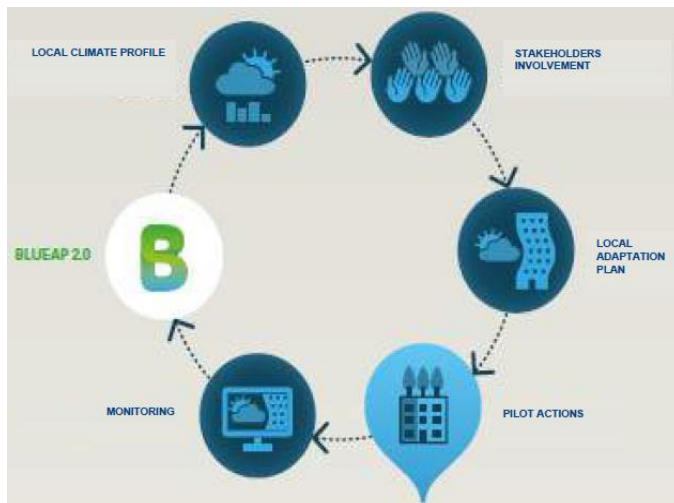 LOCAL CLIMATE PROFILE
STAKEHOLDERS
INVOLVEMENT
LOCAL
ADAPTATION
PLAN
PILOT ACTIONS
MONITORING
BLUEAP 2.0
B